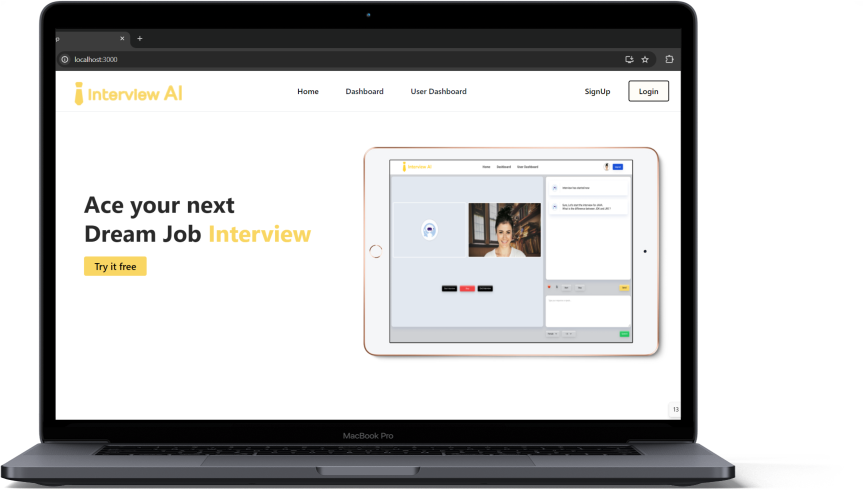 p
localhost:3000
Interview AI
Home
Dashboard
User Dashboard
SignUp
Login
Ace your next
Dream Job Interview
Try it free
Interview AI
Home
Dashboard
User Dashboard
13
MacBook Pro